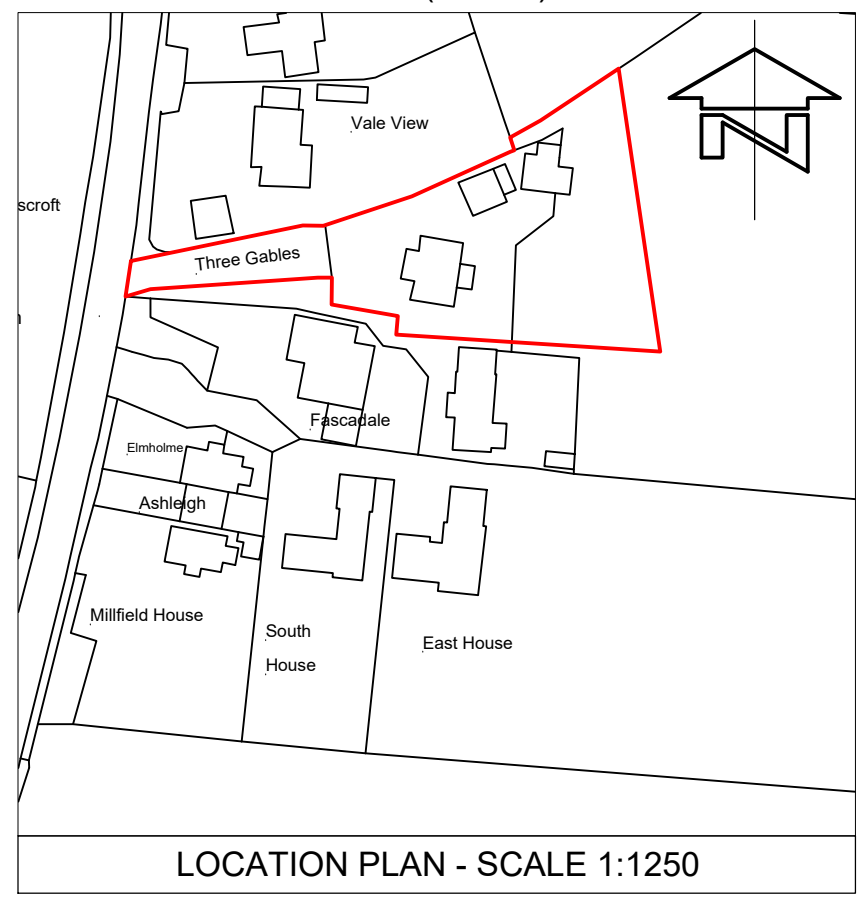 Vale View
scroft
Three Gables
Fascadale
Elmholme
Ashleigh
Millfield House
South
House
East House
N
LOCATION PLAN - SCALE 1:1250